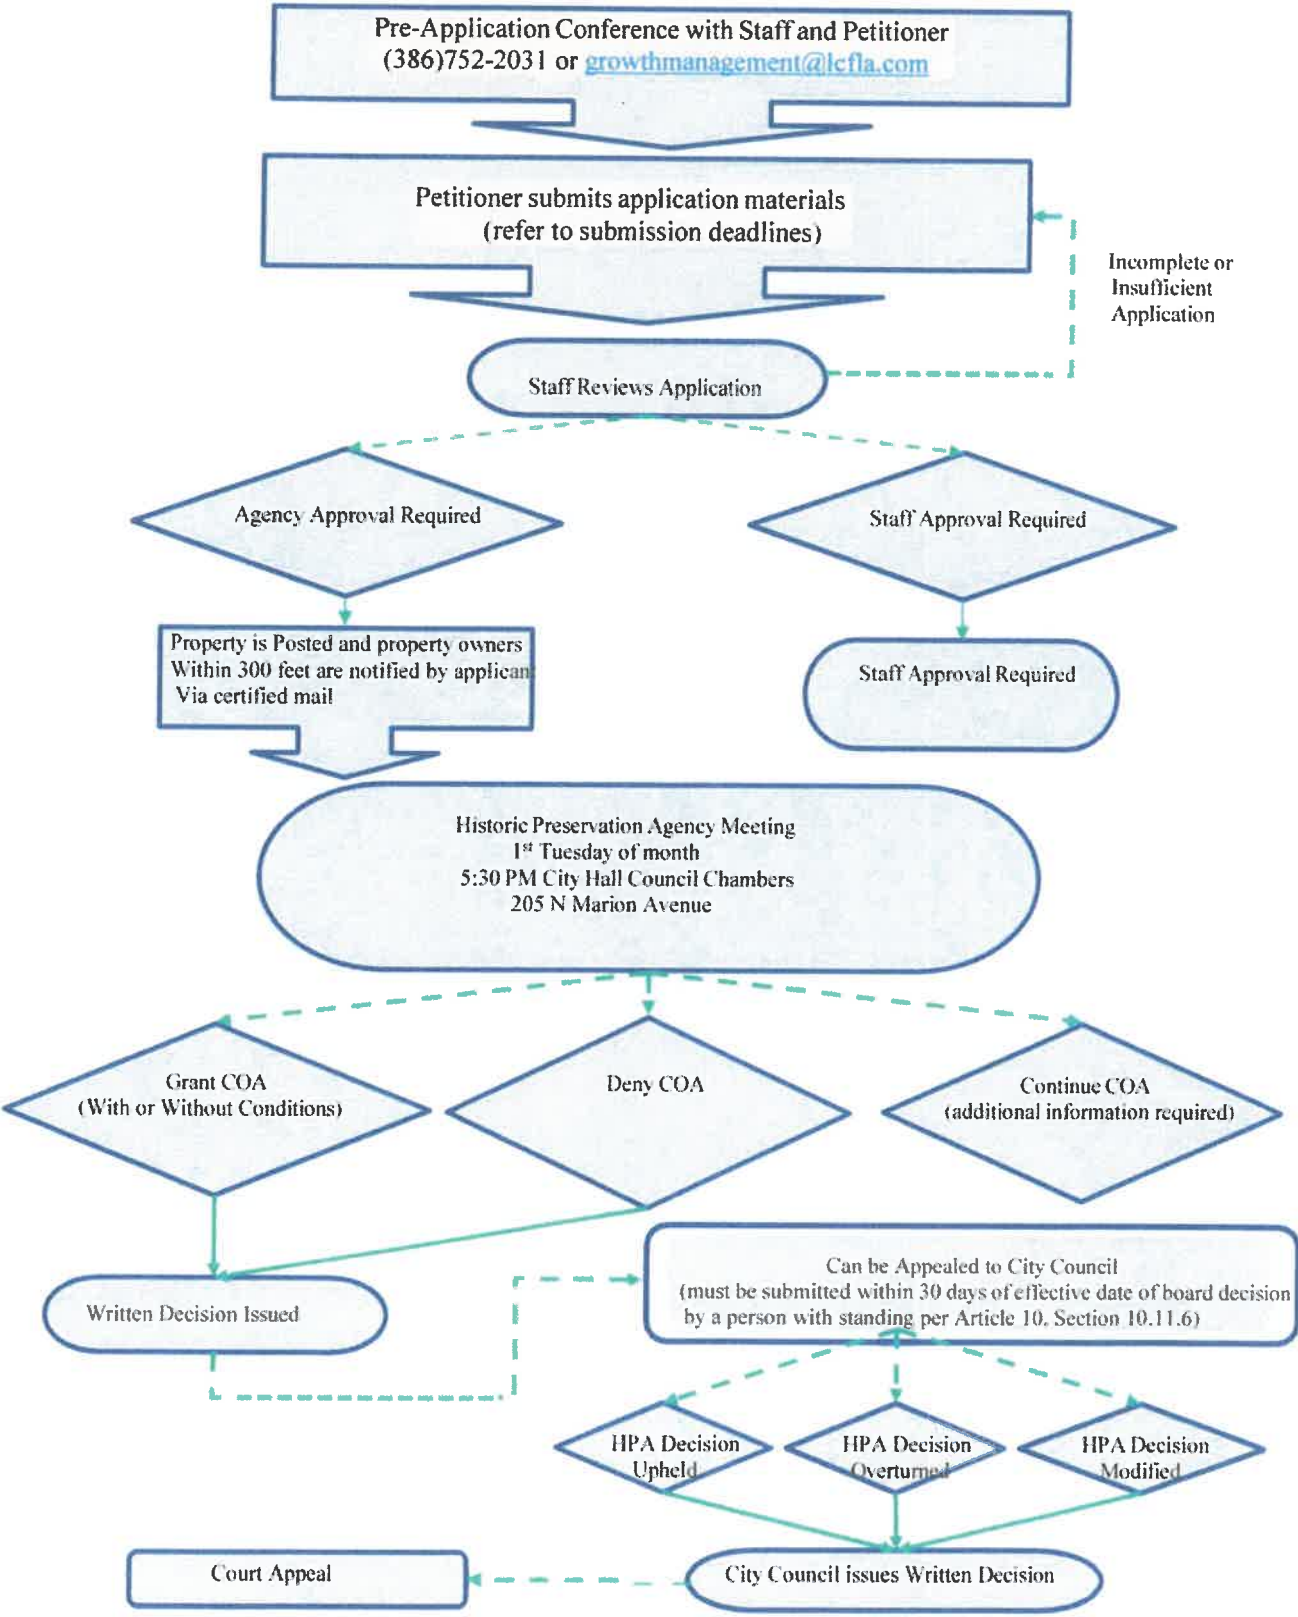 Pre-Application Conference with Staff and Petitioner
(386)752-2031 or growthmanagement@lcfla.com
Petitioner submits application materials
(refer to submission deadlines)
Incomplete or
Insufficient
Application
Staff Reviews Application
Agency Approval Required
Staff Approval Required
Property is Posted and property owners
Within 300 feet are notified by applicant
Via certified mail
Staff Approval Required
Historic Preservation Agency Meeting
1st Tuesday of month
5:30 PM City Hall Council Chambers
205 N Marion Avenue
Grant COA
(With or Without Conditions)
Deny COA
Continue COA
(additional information required)
Can be Appealed to City Council
(must be submitted within 30 days of effective date of board decision
by a person with standing per Article 10. Section 10.11.6)
Written Decision Issued
HPA Decision
Upheld
HPA Decision
Overturned
HPA Decision
Modified
Court Appeal
City Council issues Written Decision